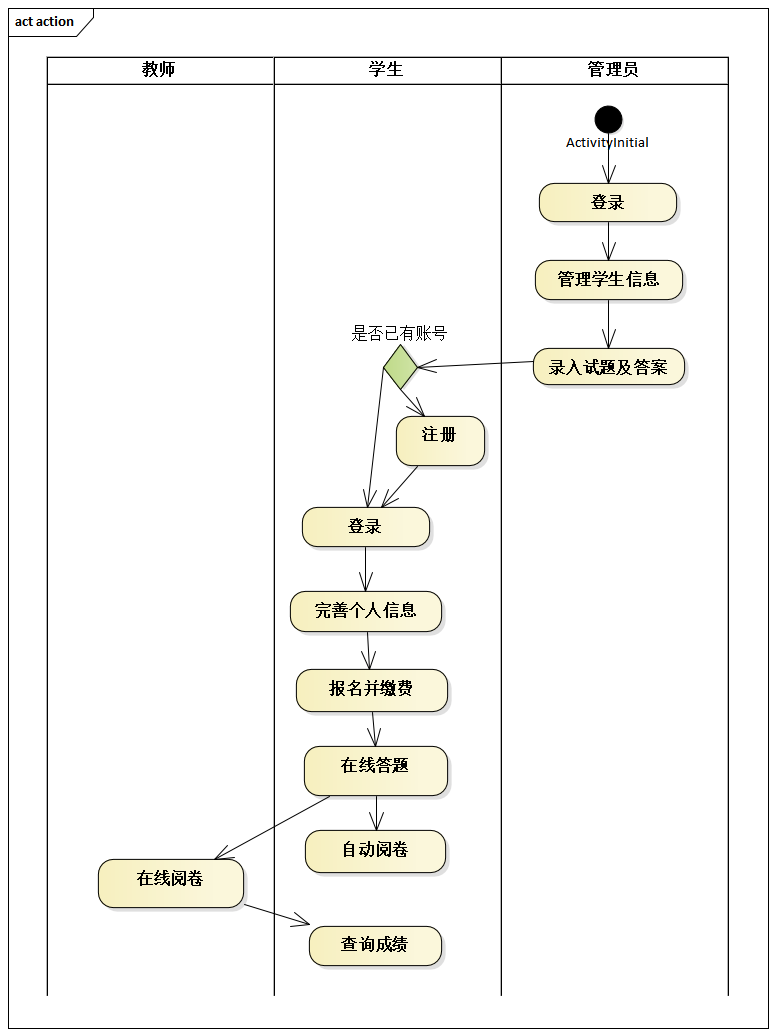 act action
教师
学生
管理员
ActivityInitial
登录
管理学生信息
是否已有账号
录入试题及答案
注册
登录
完善个人信息
报名并缴费
在线答题
自动阅卷
在线阅卷
查询成绩